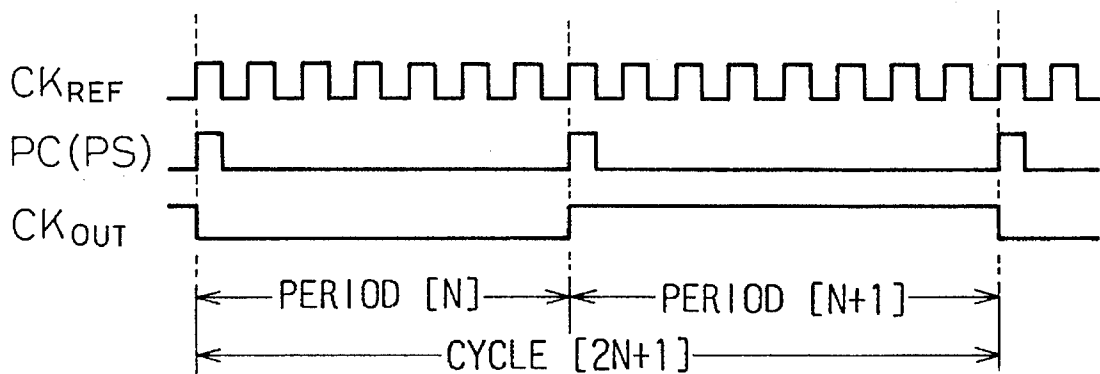 CKREF
PC(PS)
CKOUT
PERIOD [N] PERIOD [N+1]
CYCLE [2N+1]